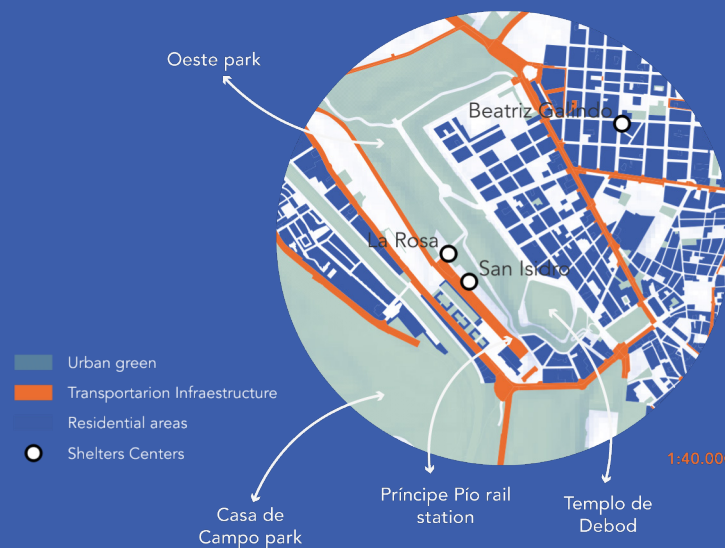 Oeste park
Beatriz Galindo
La Rosa
San Isidro
Urban green
Transportarion Infraestructure
Residential areas
Shelters Centers
1:40.00
Casa de
Campo park
Príncipe Pío rail
station
Templo de
Debod